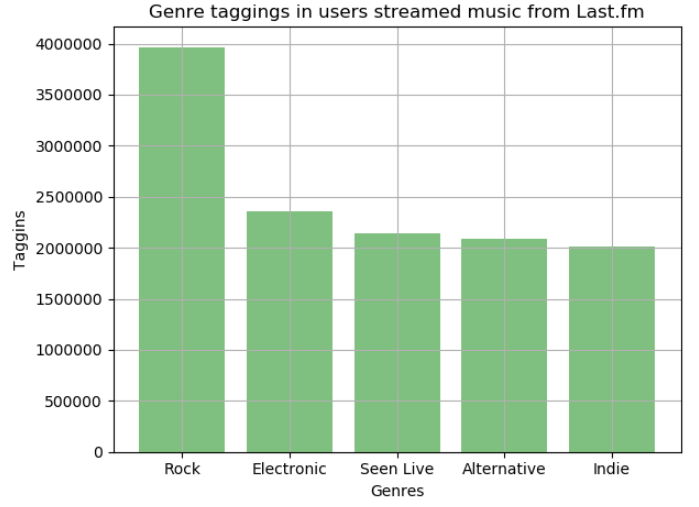 Genre taggings in users streamed music from Last.fm
4000000
3500000
3000000
2500000
2000000
1500000
1000000
500000
0
Taggins
Rock Electronic Seen Live Alternative Indie
Genres